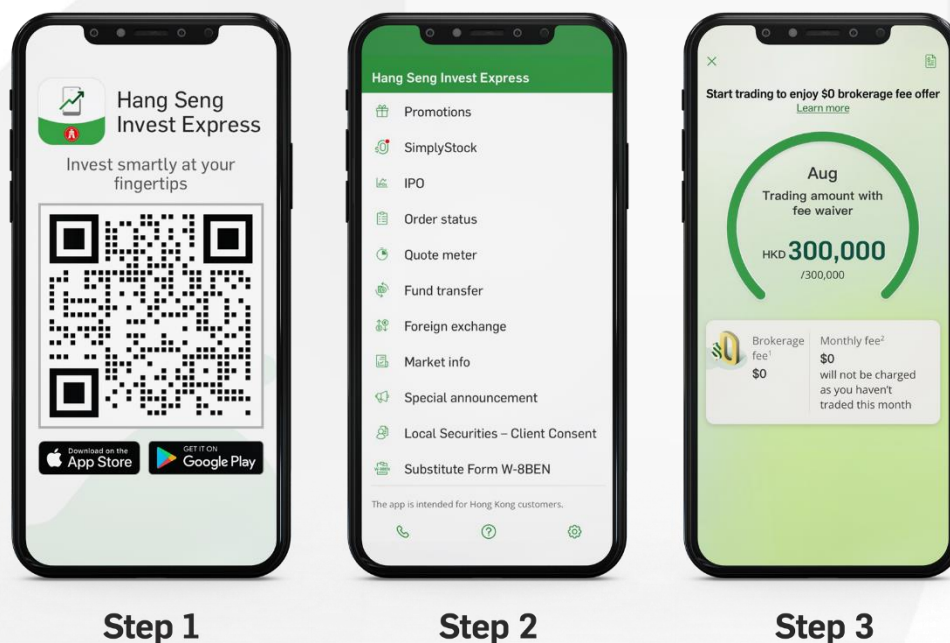 Hang Seng
Invest Express
Invest smartly at your
fingertips
Download on the
App Store
GET IT ON
Google Play
Step 1
Hang Seng Invest Express
Promotions
SimplyStock
IPO
Order status
Quote meter
Fund transfer
Foreign exchange
Market info
Special announcement
Local Securities – Client Consent
Substitute Form W-8BEN
The app is intended for Hong Kong customers.
Step 2
Start trading to enjoy $0 brokerage fee offer
Learn more
Aug
Trading amount with
fee waiver
HKD 300,000
/300,000
Brokerage
fee¹
$0
Monthly fee²
$0
will not be charged
as you haven't
traded this month
Step 3